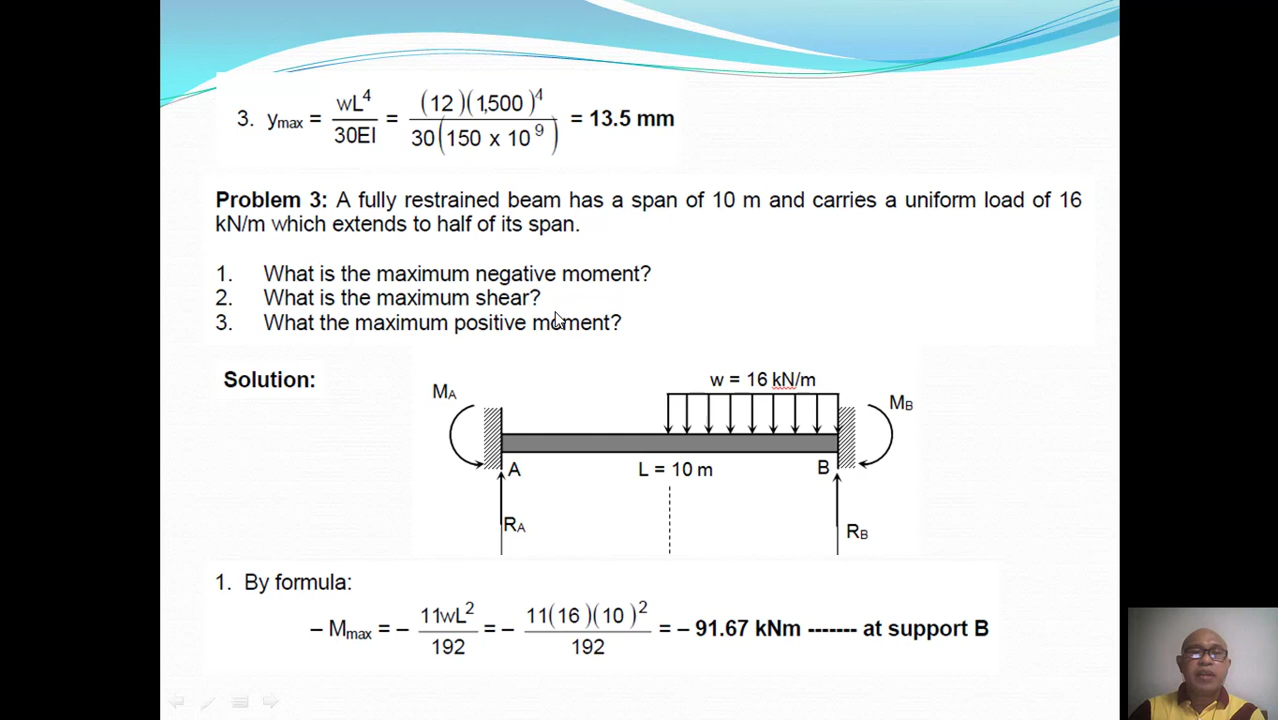 3. ymax = wL4 / 30EI = (12)(1,500)4 / 30(150 x 10 9) = 13.5 mm
Problem 3: A fully restrained beam has a span of 10 m and carries a uniform load of 16
kN/m which extends to half of its span.
1. What is the maximum negative moment?
2. What is the maximum shear?
3. What the maximum positive moment?
Solution:
w = 16 kN/m
MA
MB
A
L = 10 m
B
RA
RB
1. By formula:
– Mmax = – 11wL2 / 192 = – 11(16)(10)2 / 192 = – 91.67 kNm ------- at support B